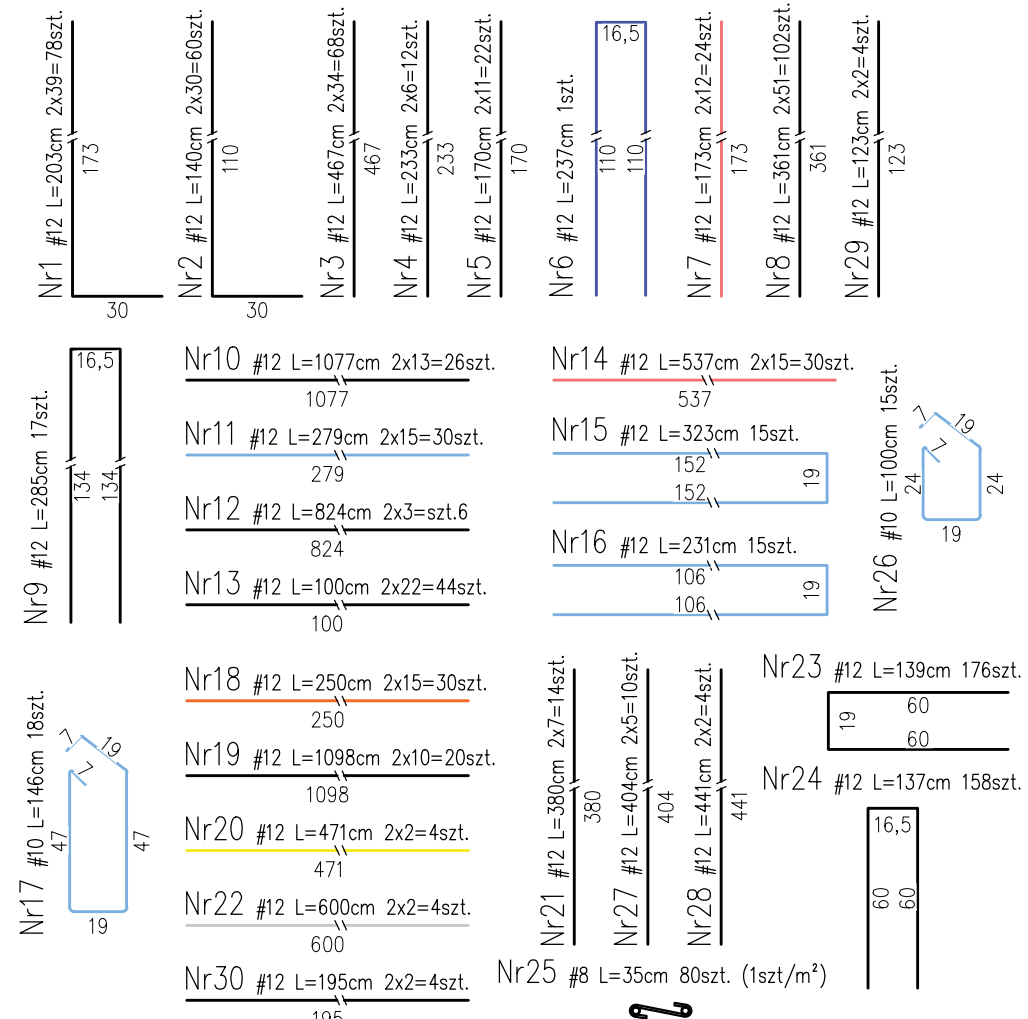 Nr1 #12 L=203cm 2x39=78szt.
173
30
Nr2 #12 L=140cm 2x30=60szt.
110
30
Nr3 #12 L=467cm 2x34=68szt.
467
Nr4 #12 L=233cm 2x6=12szt.
233
Nr5 #12 L=170cm 2x11=22szt.
170
Nr6 #12 L=237cm 1szt.
16,5
110
110
Nr7 #12 L=173cm 2x12=24szt.
173
Nr8 #12 L=361cm 2x51=102szt.
361
Nr29 #12 L=123cm 2x2=4szt.
123
Nr9 #12 L=285cm 17szt.
16,5
134
134
Nr10 #12 L=1077cm 2x13=26szt.
1077
Nr11 #12 L=279cm 2x15=30szt.
279
Nr12 #12 L=824cm 2x3=szt.6
824
Nr13 #12 L=100cm 2x22=44szt.
100
Nr14 #12 L=537cm 2x15=30szt.
537
Nr15 #12 L=323cm 15szt.
152
152
19
Nr16 #12 L=231cm 15szt.
106
106
19
Nr26 #10 L=100cm 15szt.
7
19
7
24
24
19
Nr17 #10 L=146cm 18szt.
7
19
7
47
47
19
Nr18 #12 L=250cm 2x15=30szt.
250
Nr19 #12 L=1098cm 2x10=20szt.
1098
Nr20 #12 L=471cm 2x2=4szt.
471
Nr22 #12 L=600cm 2x2=4szt.
600
Nr30 #12 L=195cm 2x2=4szt.
195
Nr21 #12 L=380cm 2x7=14szt.
380
Nr27 #12 L=404cm 2x5=10szt.
404
Nr28 #12 L=441cm 2x2=4szt.
441
Nr23 #12 L=139cm 176szt.
60
19
60
Nr24 #12 L=137cm 158szt.
16,5
60
60
Nr25 #8 L=35cm 80szt. (1szt/m²)